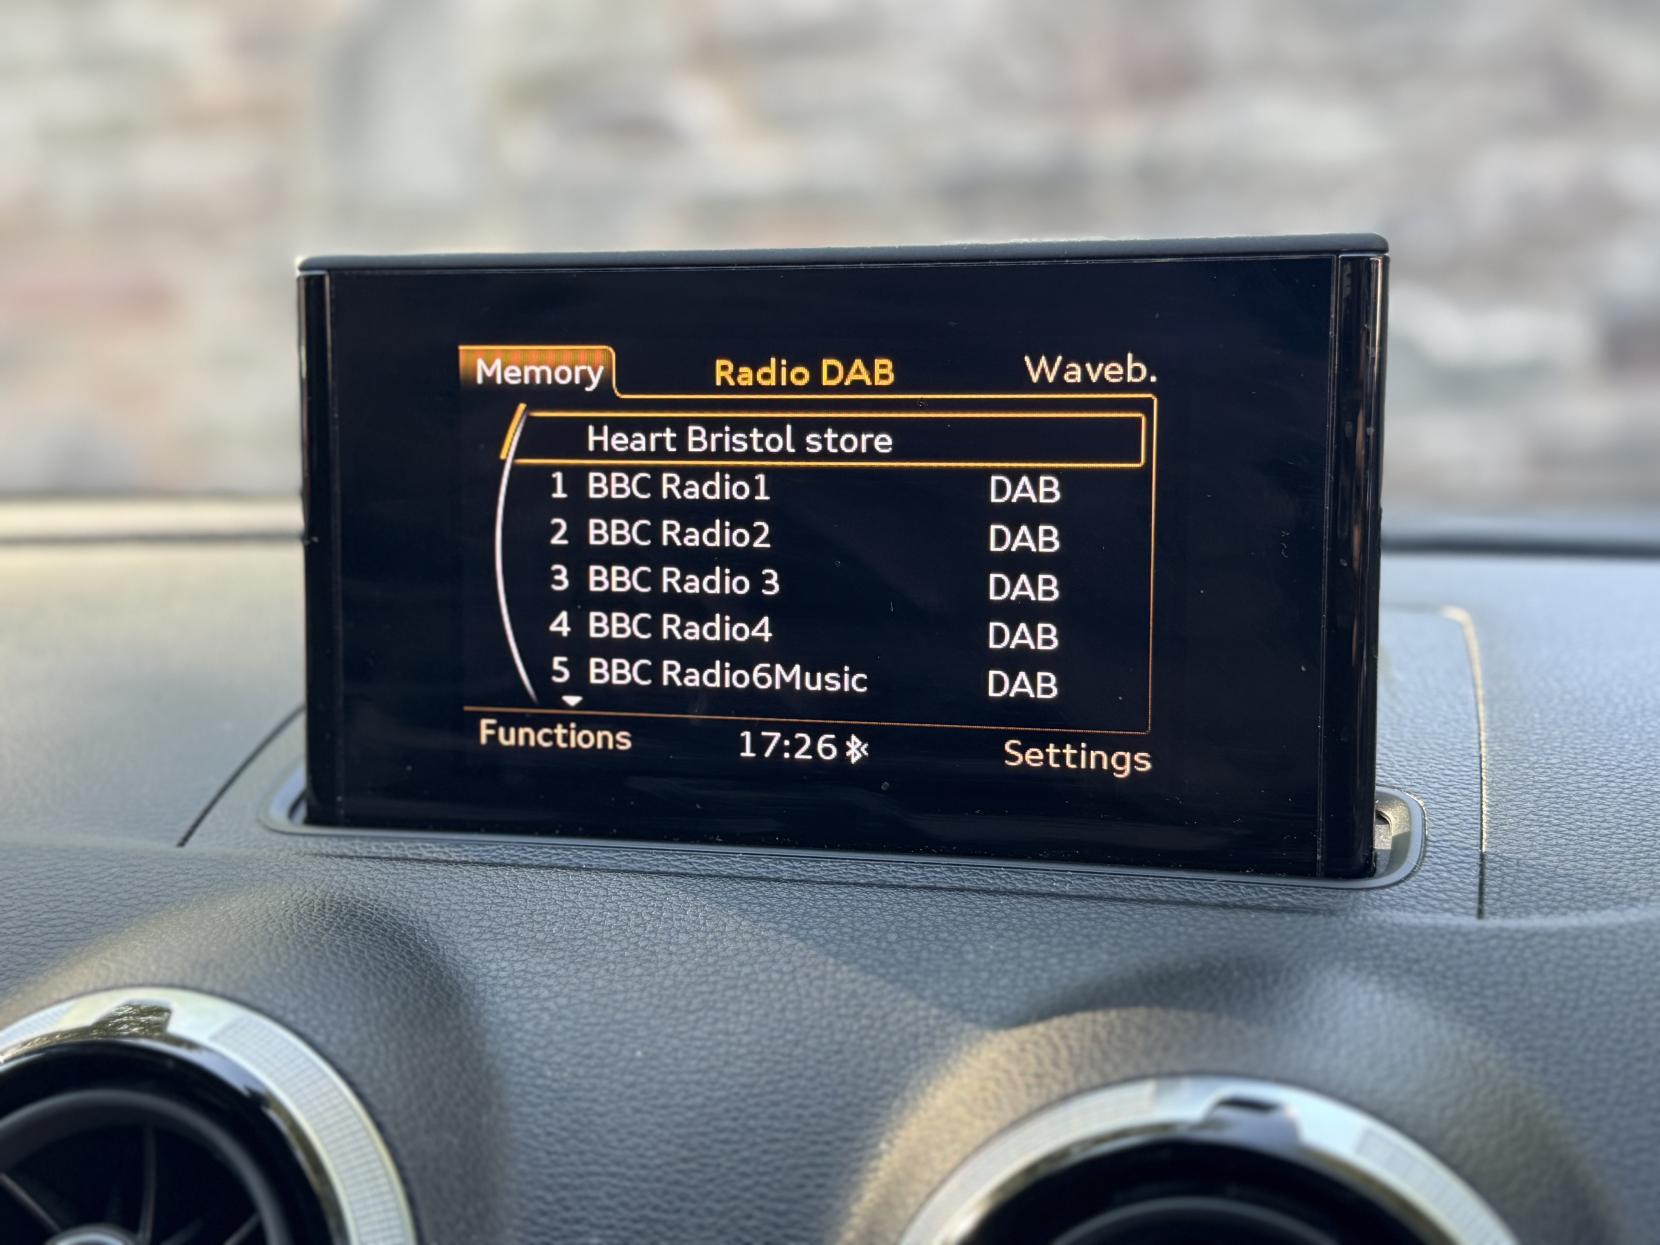 Memory Radio DAB Waveb.
Heart Bristol store
1 BBC Radio1 DAB
2 BBC Radio2 DAB
3 BBC Radio 3 DAB
4 BBC Radio4 DAB
5 BBC Radio6Music DAB
Functions 17:26 Settings